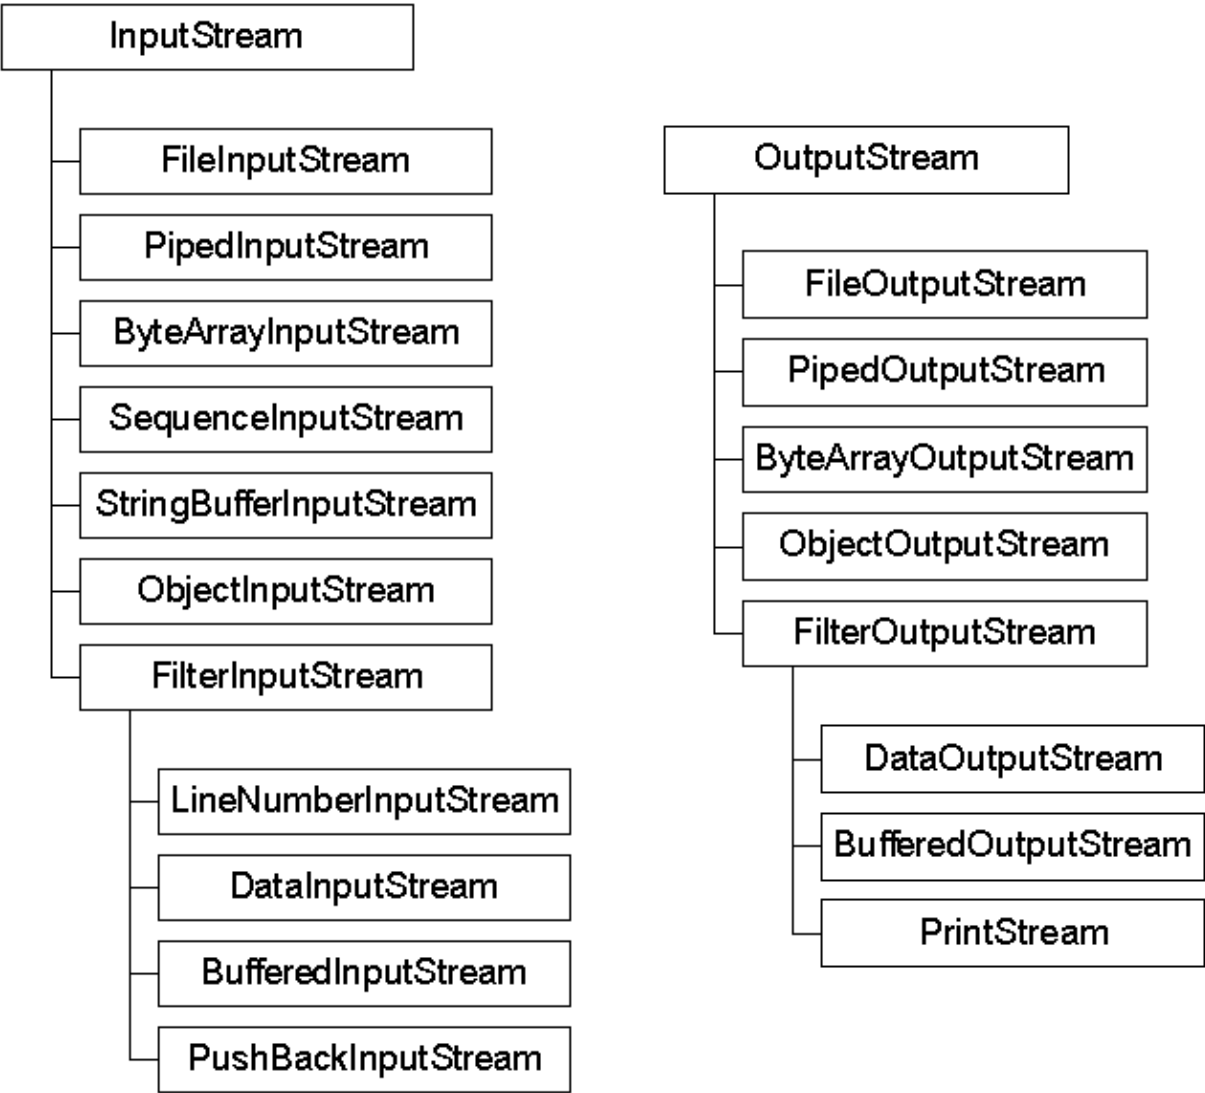 InputStream
FileInputStream
PipedInputStream
ByteArrayInputStream
SequenceInputStream
StringBufferInputStream
ObjectInputStream
FilterInputStream
LineNumberInputStream
DataInputStream
BufferedInputStream
PushBackInputStream
OutputStream
FileOutputStream
PipedOutputStream
ByteArrayOutputStream
ObjectOutputStream
FilterOutputStream
DataOutputStream
BufferedOutputStream
PrintStream